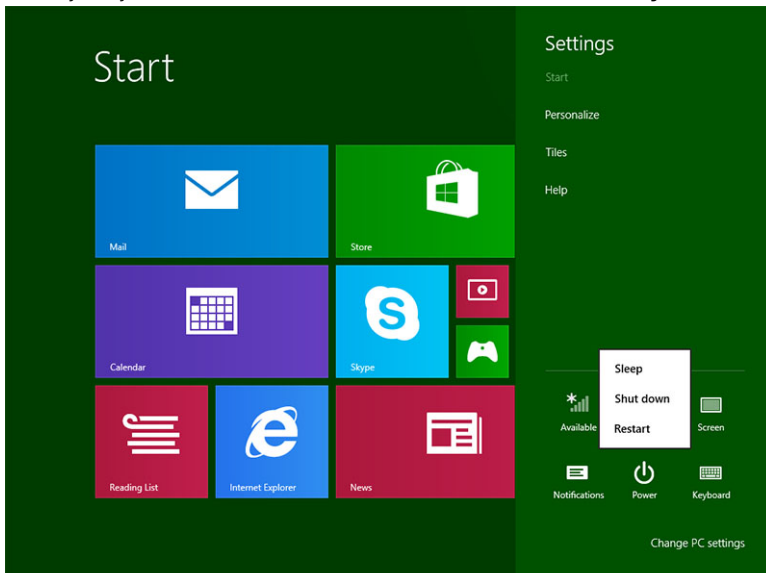 Start
Mail
Store
Calendar
Skype
Reading List
Internet Explorer
News
Settings
Start
Personalize
Tiles
Help
Sleep
Shut down
Restart
Available
Screen
Notifications
Power
Keyboard
Change PC settings